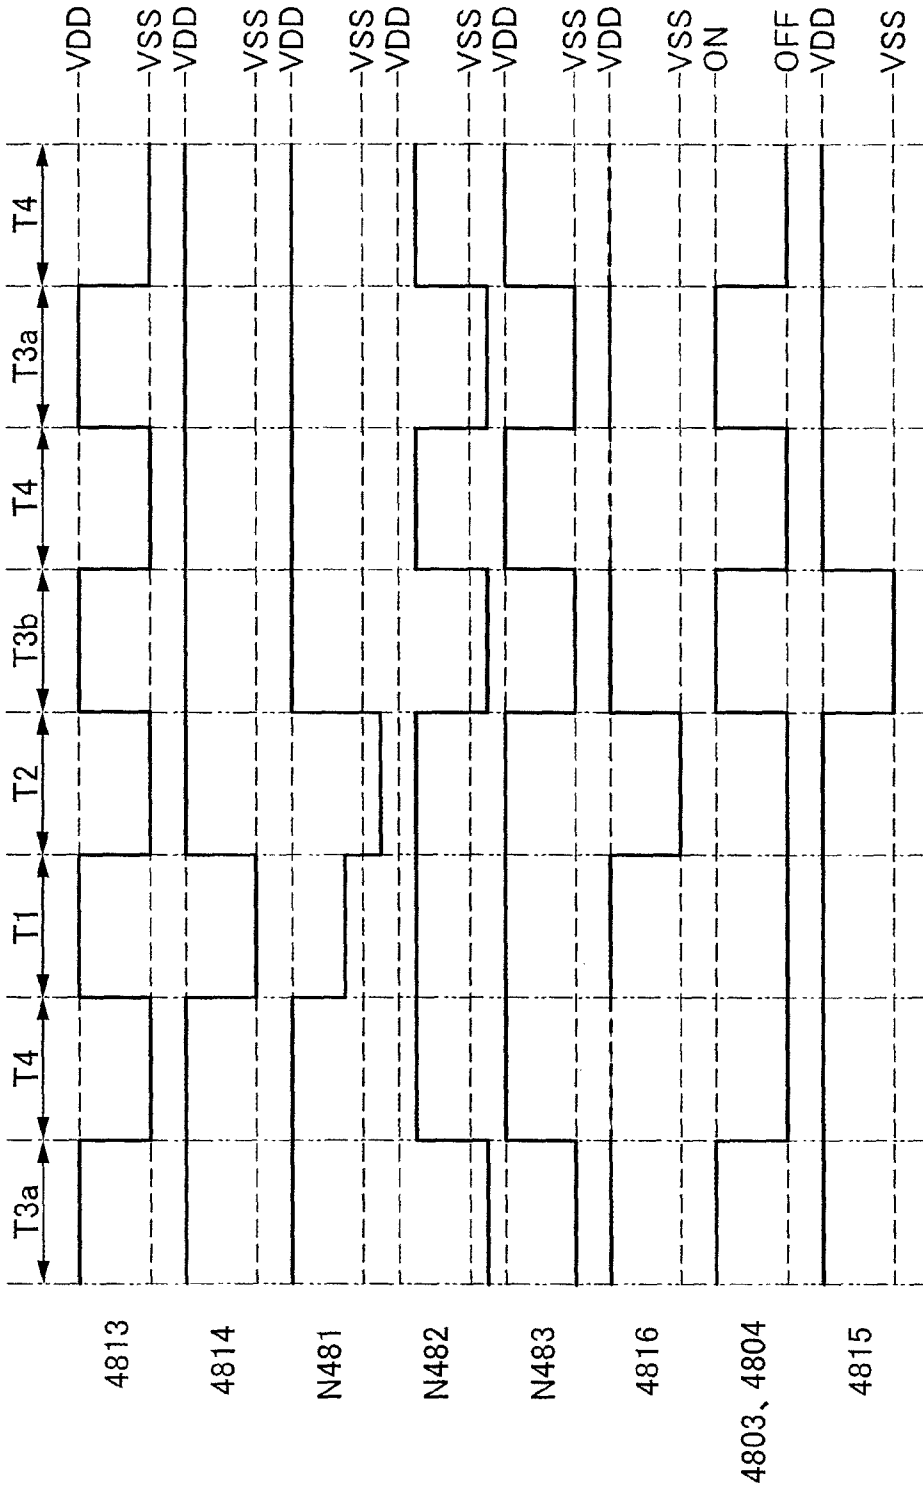 T3a
T4
T1
T2
T3b
T4
T3a
T4
4813
VDD
VSS
4814
VDD
VSS
N481
VDD
VSS
N482
VDD
VSS
N483
VDD
VSS
4816
VDD
VSS
4803、4804
ON
OFF
4815
VDD
VSS